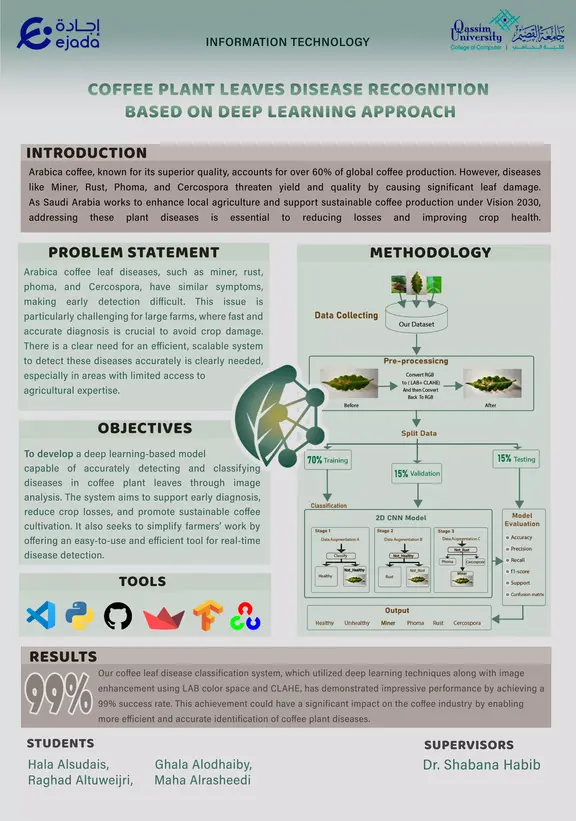 إجادة
ejada
INFORMATION TECHNOLOGY
Qassim
University
College of Computer
جامعة القصيم
كلية الحاسب
COFFEE PLANT LEAVES DISEASE RECOGNITION
BASED ON DEEP LEARNING APPROACH
INTRODUCTION
Arabica coffee, known for its superior quality, accounts for over 60% of global coffee production. However, diseases
like Miner, Rust, Phoma, and Cercospora threaten yield and quality by causing significant leaf damage.
As Saudi Arabia works to enhance local agriculture and support sustainable coffee production under Vision 2030,
addressing these plant diseases is essential to reducing losses and improving crop health.
PROBLEM STATEMENT
Arabica coffee leaf diseases, such as miner, rust,
phoma, and Cercospora, have similar symptoms,
making early detection difficult. This issue is
particularly challenging for large farms, where fast and
accurate diagnosis is crucial to avoid crop damage.
There is a clear need for an efficient, scalable system
to detect these diseases accurately is clearly needed,
especially in areas with limited access to
agricultural expertise.
OBJECTIVES
To develop a deep learning-based model
capable of accurately detecting and classifying
diseases in coffee plant leaves through image
analysis. The system aims to support early diagnosis,
reduce crop losses, and promote sustainable coffee
cultivation. It also seeks to simplify farmers' work by
offering an easy-to-use and efficient tool for real-time
disease detection.
TOOLS
METHODOLOGY
Data Collecting
Our Dataset
Pre-processicng
Convert RGB
to ( LAB+ CLAHE)
And then Convert
Back To RGB
Before
After
Split Data
70% Training
15% Validation
15% Testing
Classification
2D CNN Model
Stage 1
Data Augmentation A
Classify
Healthy
Not_Healthy
Stage 2
Data Augmentation B
Not_Healthy
Rust
Not_Rust
Stage 3
Data Augmentation C
Not_Rust
Phoma
Cercospora
Miner
Model
Evaluation
Accuracy
Precision
Recall
f1-score
Support
Confusion matrix
Output
Healthy Unhealthy Miner Phoma Rust Cercospora
RESULTS
99%
Our coffee leaf disease classification system, which utilized deep learning techniques along with image
enhancement using LAB color space and CLAHE, has demonstrated impressive performance by achieving a
99% success rate. This achievement could have a significant impact on the coffee industry by enabling
more efficient and accurate identification of coffee plant diseases.
STUDENTS
Hala Alsudais, Ghala Alodhaiby,
Raghad Altuweijri, Maha Alrasheedi
SUPERVISORS
Dr. Shabana Habib